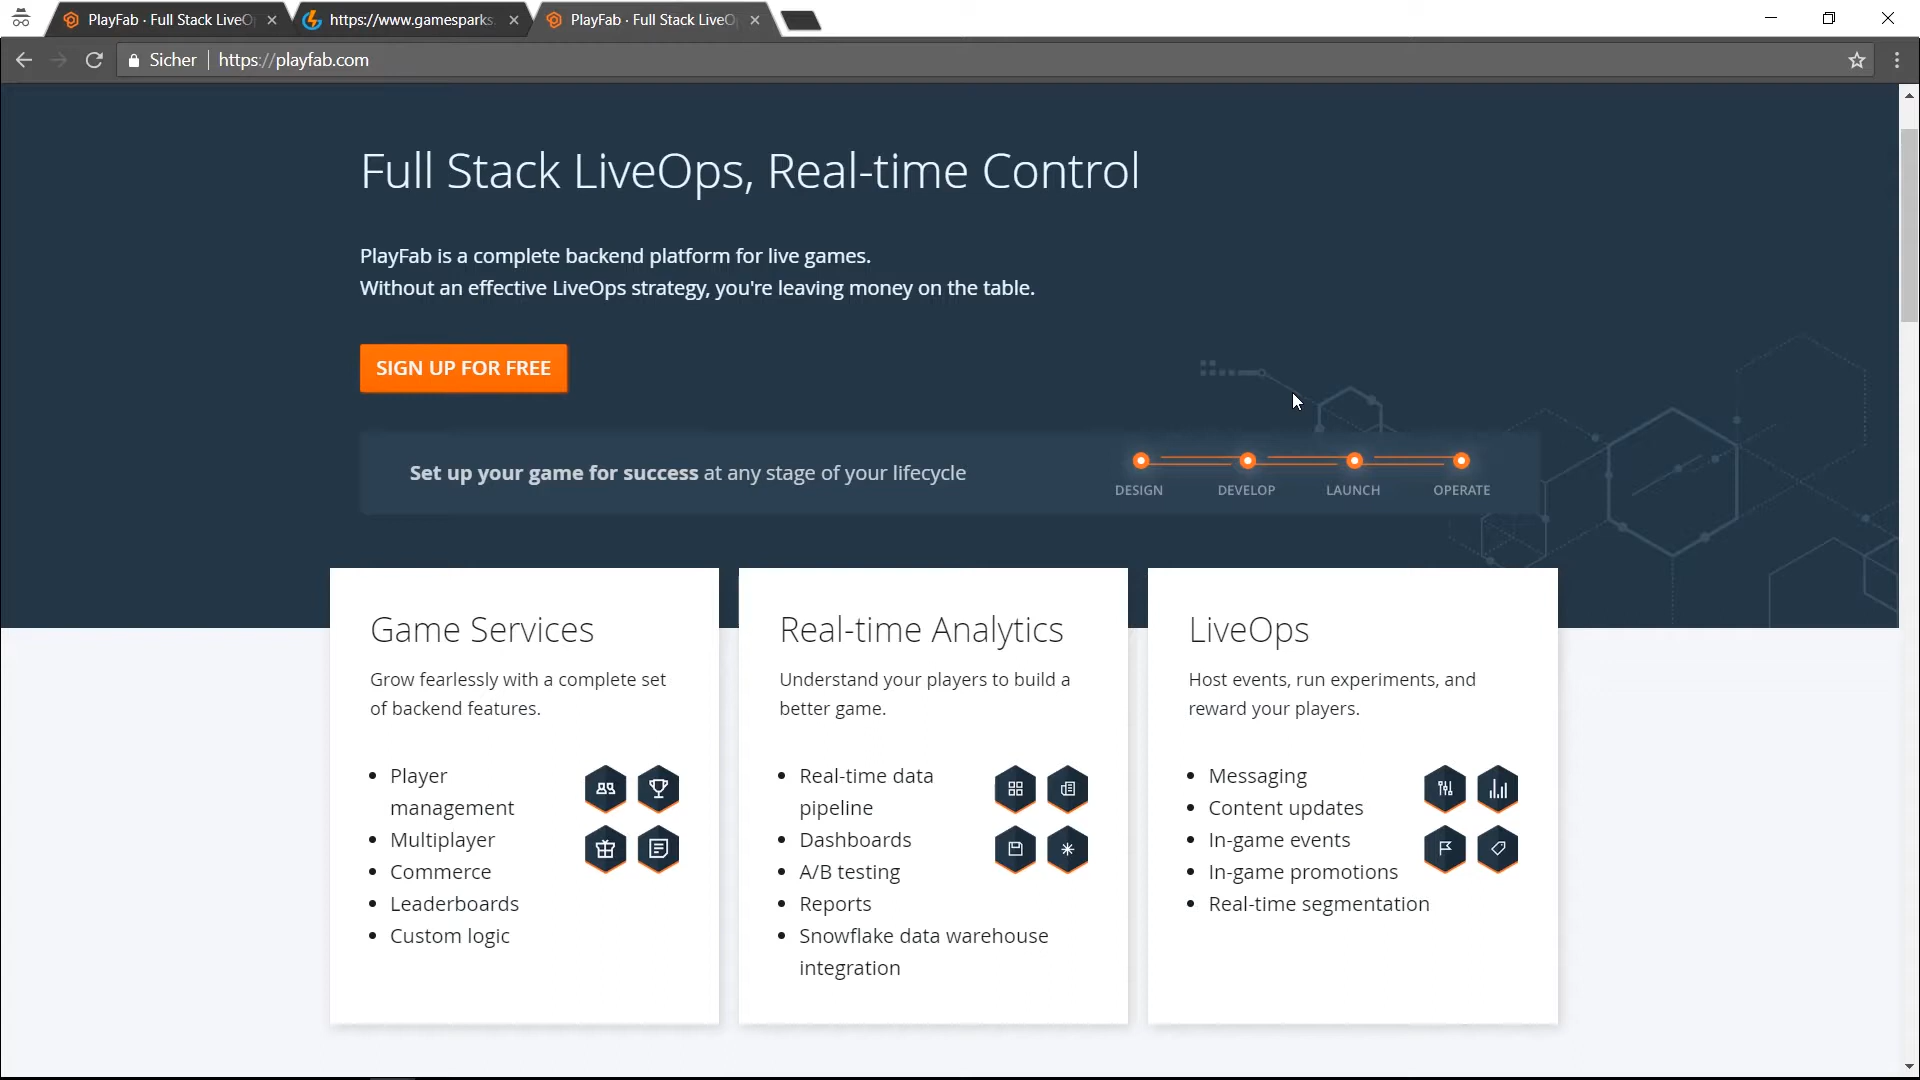 PlayFab · Full Stack LiveO
https://www.gamesparks.
PlayFab · Full Stack LiveO
Sicher
https://playfab.com
Full Stack LiveOps, Real-time Control
PlayFab is a complete backend platform for live games.
Without an effective LiveOps strategy, you're leaving money on the table.
SIGN UP FOR FREE
Set up your game for success at any stage of your lifecycle
DESIGN
DEVELOP
LAUNCH
OPERATE
Game Services
Grow fearlessly with a complete set
of backend features.
• Player
management
• Multiplayer
• Commerce
• Leaderboards
• Custom logic
Real-time Analytics
Understand your players to build a
better game.
• Real-time data
pipeline
• Dashboards
• A/B testing
• Reports
• Snowflake data warehouse
integration
LiveOps
Host events, run experiments, and
reward your players.
• Messaging
• Content updates
• In-game events
• In-game promotions
• Real-time segmentation